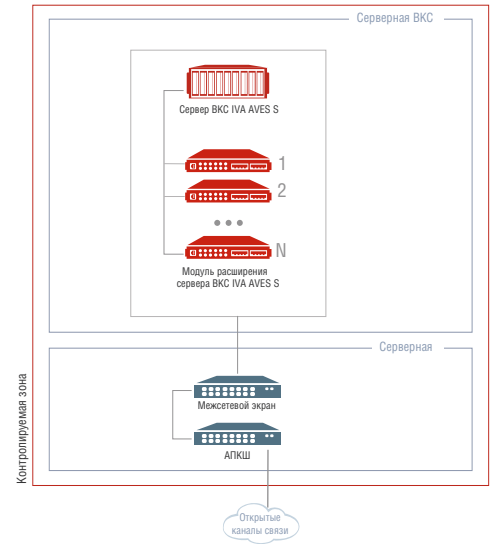 Серверная ВКС
Сервер ВКС IVA AVES S
1
2
N
Модуль расширения
сервера ВКС IVA AVES S
Серверная
Межсетевой экран
АПКШ
Контролируемая зона
Открытые
каналы связи